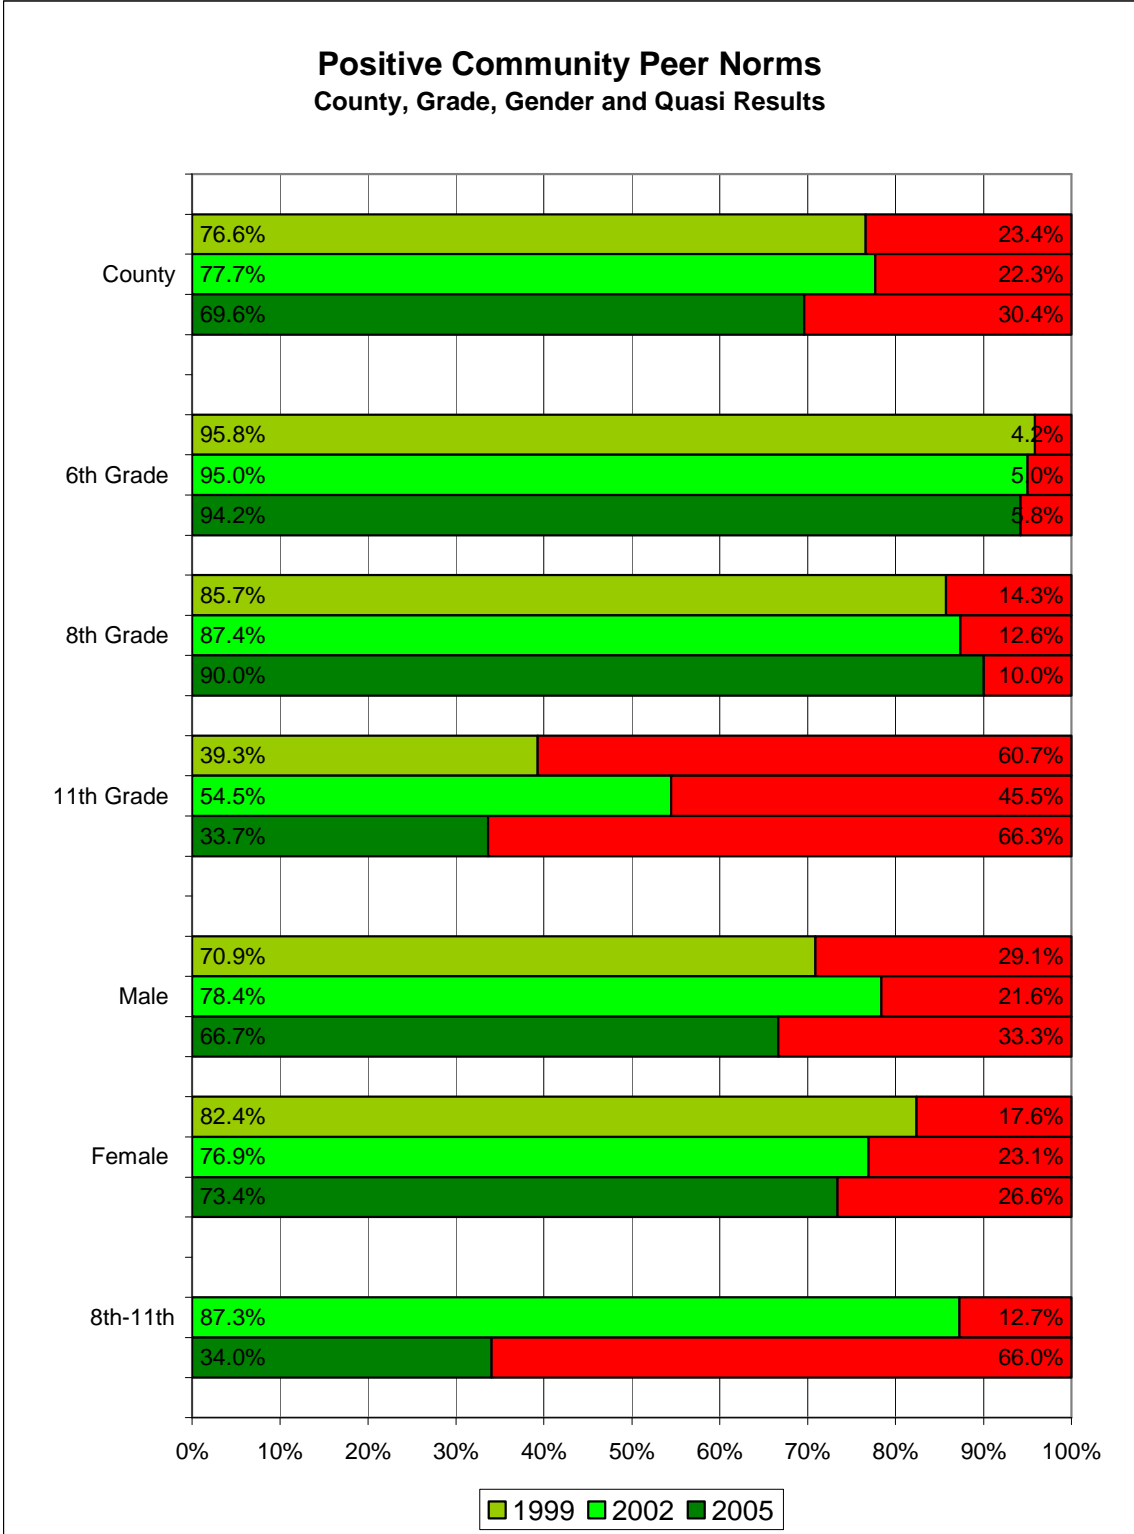 Positive Community Peer Norms
County, Grade, Gender and Quasi Results
76.6% 23.4%
County 77.7% 22.3%
69.6% 30.4%
95.8% 4.2%
6th Grade 95.0% 5.0%
94.2% 5.8%
85.7% 14.3%
8th Grade 87.4% 12.6%
90.0% 10.0%
39.3% 60.7%
11th Grade 54.5% 45.5%
33.7% 66.3%
70.9% 29.1%
Male 78.4% 21.6%
66.7% 33.3%
82.4% 17.6%
Female 76.9% 23.1%
73.4% 26.6%
8th-11th 87.3% 12.7%
34.0% 66.0%
0% 10% 20% 30% 40% 50% 60% 70% 80% 90% 100%
1999 2002 2005